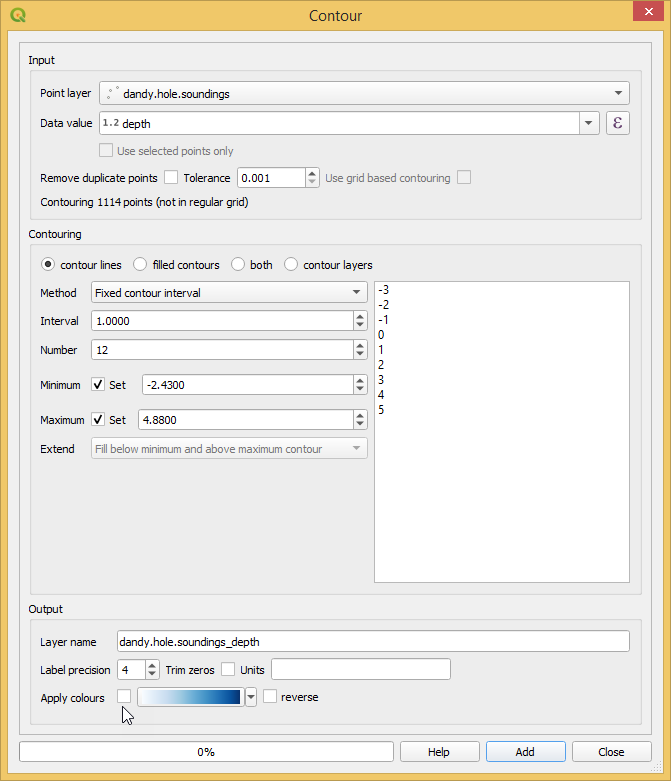 Contour
Input
Point layer dandy.hole.soundings
Data value 1.2 depth ε
Use selected points only
Remove duplicate points Tolerance 0.001 Use grid based contouring
Contouring 1114 points (not in regular grid)
Contouring
contour lines filled contours both contour layers
Method Fixed contour interval
Interval 1.0000
Number 12
Minimum Set -2.4300
Maximum Set 4.8800
Extend Fill below minimum and above maximum contour
-3
-2
-1
0
1
2
3
4
5
Output
Layer name dandy.hole.soundings_depth
Label precision 4 Trim zeros Units
Apply colours reverse
0% Help Add Close